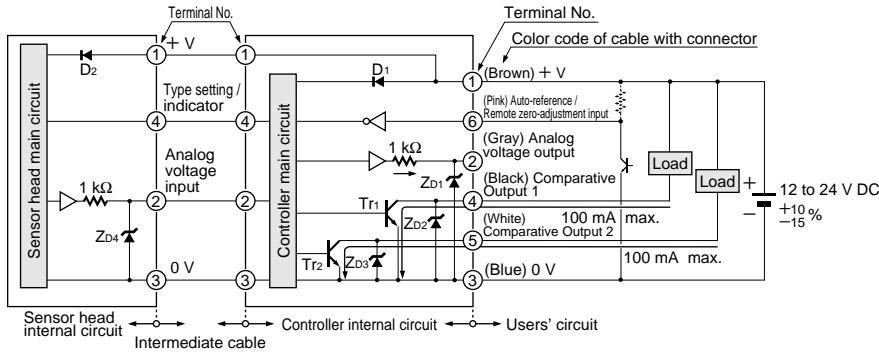 Terminal No.
Terminal No.
Color code of cable with connector
1 + V
1
D2
D1
1 (Brown) + V
Type setting / indicator
4
4
6 (Pink) Auto-reference / Remote zero-adjustment input
Sensor head main circuit
Controller main circuit
1 kΩ
2 (Gray) Analog voltage output
Analog voltage input
1 kΩ
2
2
ZD1
Load
Load
4 (Black) Comparative Output 1
Tr1
ZD2
100 mA max.
+
−
12 to 24 V DC
+10
−15 %
ZD4
(White)
5 Comparative Output 2
Tr2
ZD3
100 mA max.
0 V
3
3
3 (Blue) 0 V
Sensor head internal circuit
Intermediate cable
Controller internal circuit
Users' circuit